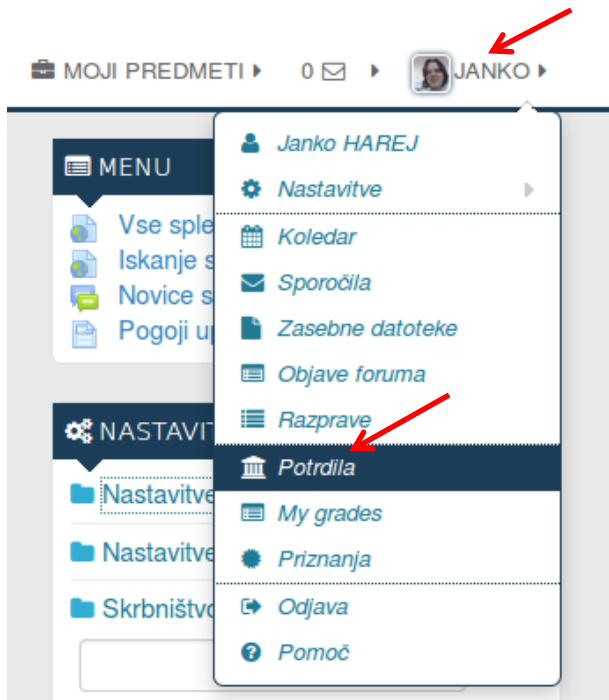 MOJI PREDMETI 0 JANKO
MENU
Vse sple
Iskanje s
Novice s
Pogoji u
NASTAVIT
Nastavitve
Nastavitve
Skrbništvo
Janko HAREJ
Nastavitve
Koledar
Sporočila
Zasebne datoteke
Objave foruma
Razprave
Potrdila
My grades
Priznanja
Odjava
Pomoč